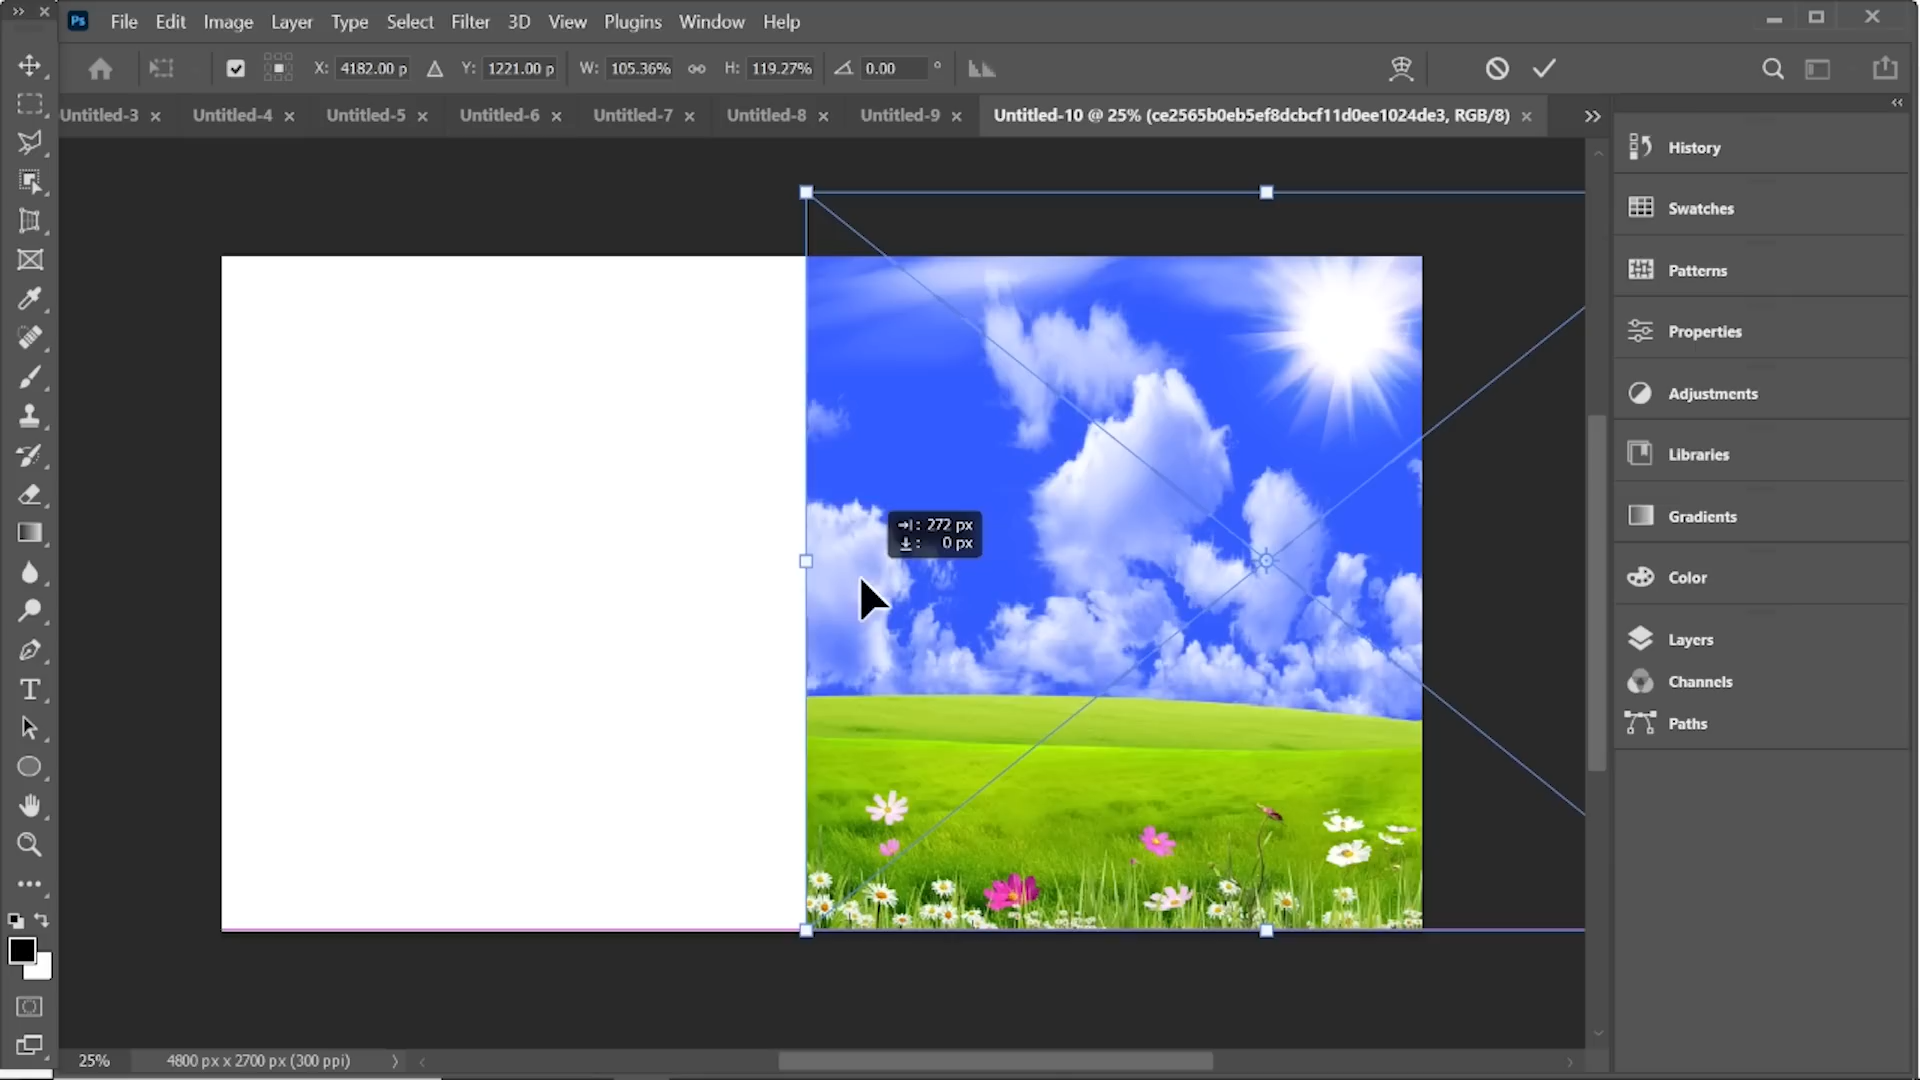 Ps File Edit Image Layer Type Select Filter 3D View Plugins Window Help
X: 4182.00 p Y: 1221.00 p W: 105.36% H: 119.27% 0.00 °
Untitled-3 × Untitled-4 × Untitled-5 × Untitled-6 × Untitled-7 × Untitled-8 × Untitled-9 × Untitled-10 @ 25% (ce2565b0eb5ef8dcbcf11d0ee1024de3, RGB/8) ×
History
Swatches
Patterns
Properties
Adjustments
Libraries
Gradients
: 272 px
: 0 px
Color
Layers
Channels
Paths
25% 4800 px x 2700 px (300 ppi)